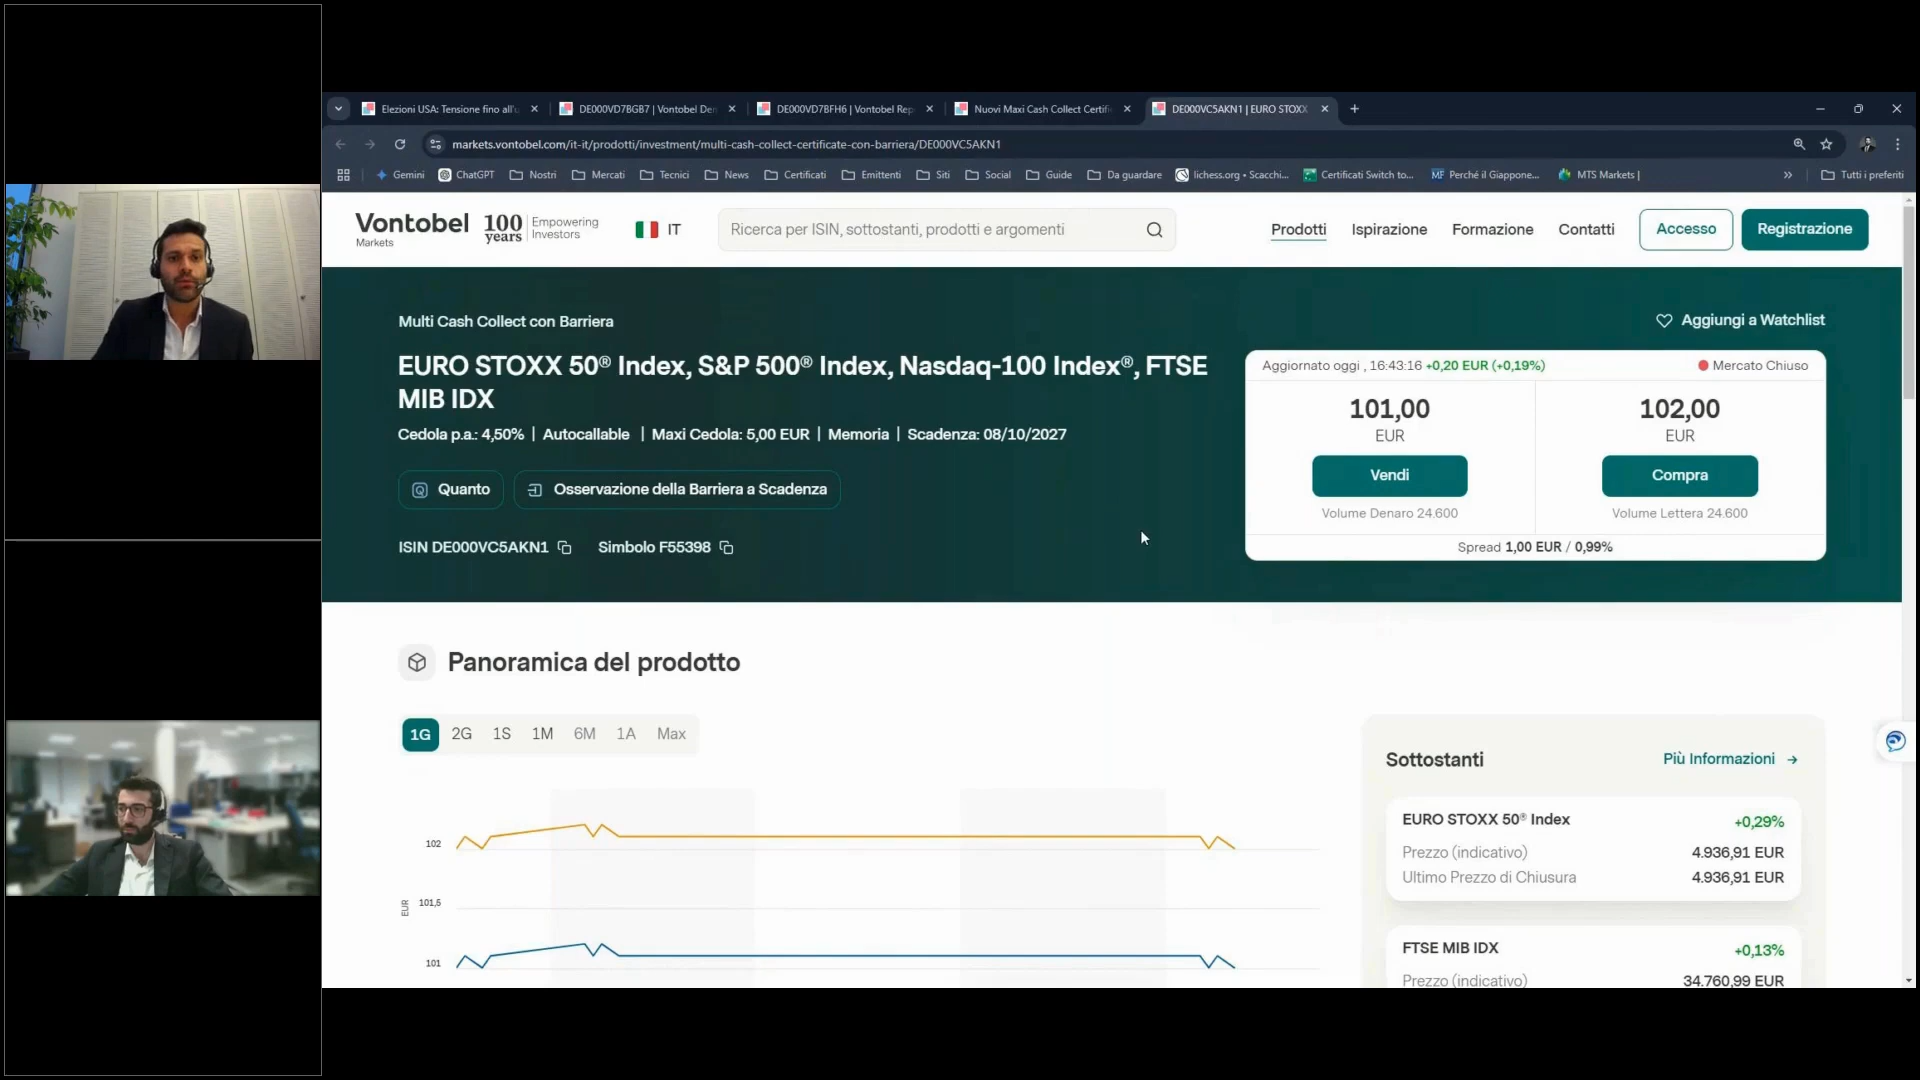 Elezioni USA: Tensione fino all'u
DE000VD7BGB7 | Vontobel Der
DE000VD7BFH6 | Vontobel Rep
Nuovi Maxi Cash Collect Certifi
DE000VC5AKN1 | EURO STOXX
markets.vontobel.com/it-it/prodotti/investment/multi-cash-collect-certificate-con-barriera/DE000VC5AKN1
Gemini
ChatGPT
Nostri
Mercati
Tecnici
News
Certificati
Emittenti
Siti
Social
Guide
Da guardare
lichess.org • Scacchi...
Certificati Switch to...
MF Perché il Giappone...
MTS Markets |
»
Tutti i preferiti
Vontobel
Markets
100
years
Empowering
Investors
IT
Ricerca per ISIN, sottostanti, prodotti e argomenti
Prodotti
Ispirazione
Formazione
Contatti
Accesso
Registrazione
Multi Cash Collect con Barriera
Aggiungi a Watchlist
EURO STOXX 50® Index, S&P 500® Index, Nasdaq-100 Index®, FTSE
MIB IDX
Cedola p.a.: 4,50% | Autocallable | Maxi Cedola: 5,00 EUR | Memoria | Scadenza: 08/10/2027
Quanto
Osservazione della Barriera a Scadenza
ISIN DE000VC5AKN1
Simbolo F55398
Aggiornato oggi , 16:43:16 +0,20 EUR (+0,19%)
Mercato Chiuso
101,00
EUR
Vendi
Volume Denaro 24.600
102,00
EUR
Compra
Volume Lettera 24.600
Spread 1,00 EUR / 0,99%
Panoramica del prodotto
1G
2G
1S
1M
6M
1A
Max
102
101,5
101
EUR
Sottostanti
Più Informazioni
EURO STOXX 50® Index
+0,29%
Prezzo (indicativo)
4.936,91 EUR
Ultimo Prezzo di Chiusura
4.936,91 EUR
FTSE MIB IDX
+0,13%
Prezzo (indicativo)
34.760,99 EUR